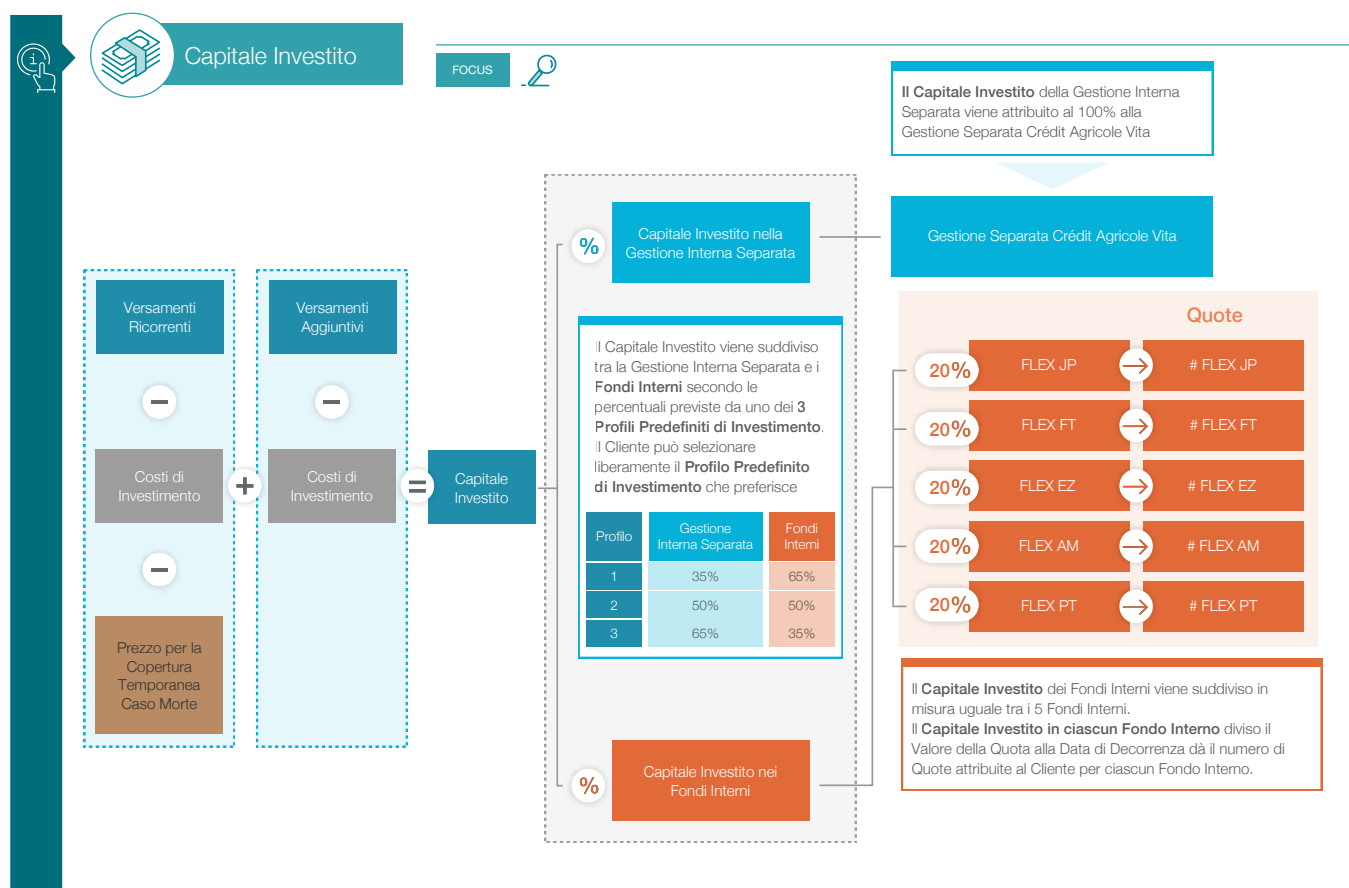 Capitale Investito
FOCUS
Il Capitale Investito della Gestione Interna
Separata viene attribuito al 100% alla
Gestione Separata Crédit Agricole Vita
Versamenti
Ricorrenti
Costi di
Investimento
Prezzo per la
Copertura
Temporanea
Caso Morte
+
Versamenti
Aggiuntivi
Costi di
Investimento
=
Capitale
Investito
%
Capitale Investito nella
Gestione Interna Separata
Gestione Separata Crédit Agricole Vita
Il Capitale Investito viene suddiviso
tra la Gestione Interna Separata e i
Fondi Interni secondo le
percentuali previste da uno dei 3
Profili Predefiniti di Investimento.
Il Cliente può selezionare
liberamente il Profilo Predefinito
di Investimento che preferisce
Profilo
Gestione
Interna Separata
Fondi
Interni
1 35% 65%
2 50% 50%
3 65% 35%
%
Capitale Investito nei
Fondi Interni
Quote
20% FLEX JP → # FLEX JP
20% FLEX FT → # FLEX FT
20% FLEX EZ → # FLEX EZ
20% FLEX AM → # FLEX AM
20% FLEX PT → # FLEX PT
Il Capitale Investito dei Fondi Interni viene suddiviso in
misura uguale tra i 5 Fondi Interni.
Il Capitale Investito in ciascun Fondo Interno diviso il
Valore della Quota alla Data di Decorrenza dà il numero di
Quote attribuite al Cliente per ciascun Fondo Interno.